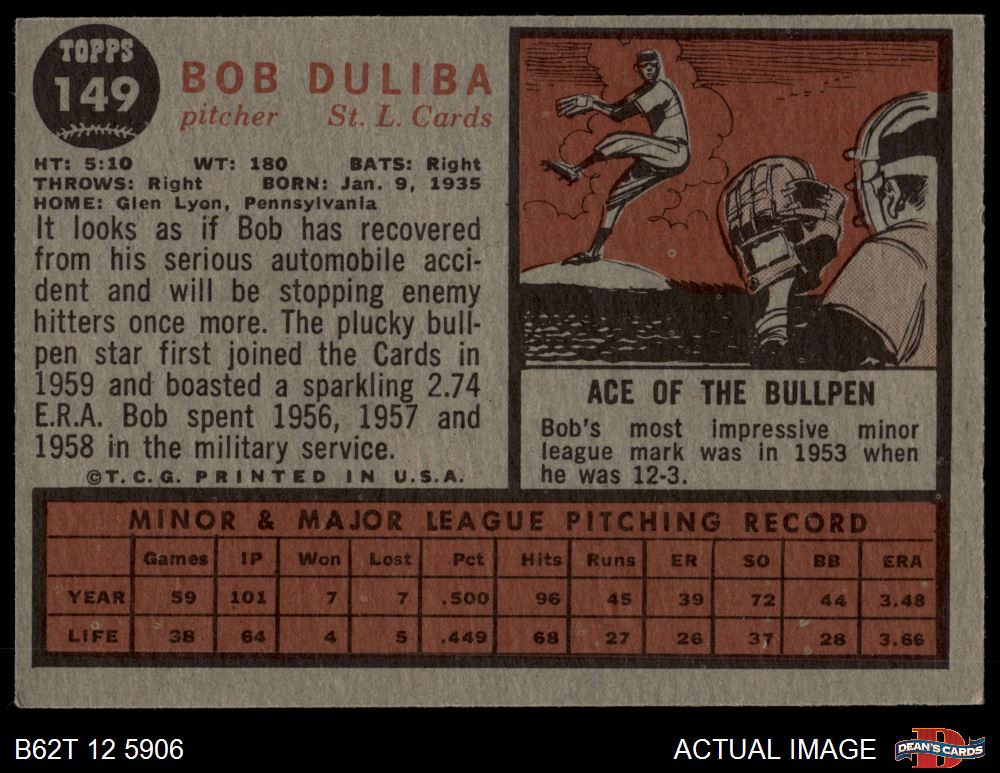 TOPPS
149
BOB DULIBA
pitcher St. L. Cards
HT: 5:10 WT: 180 BATS: Right
THROWS: Right BORN: Jan. 9, 1935
HOME: Glen Lyon, Pennsylvania
It looks as if Bob has recovered
from his serious automobile acci-
dent and will be stopping enemy
hitters once more. The plucky bull-
pen star first joined the Cards in
1959 and boasted a sparkling 2.74
E.R.A. Bob spent 1956, 1957 and
1958 in the military service.
©T.C.G. PRINTED IN U.S.A.
ACE OF THE BULLPEN
Bob's most impressive minor
league mark was in 1953 when
he was 12-3.
MINOR & MAJOR LEAGUE PITCHING RECORD
Games IP Won Lost Pct Hits Runs ER SO BB ERA
YEAR 59 101 7 7 .500 96 45 39 72 44 3.48
LIFE 38 64 4 5 .449 68 27 26 37 28 3.66
B62T 12 5906
ACTUAL IMAGE
D
DEAN'S CARDS